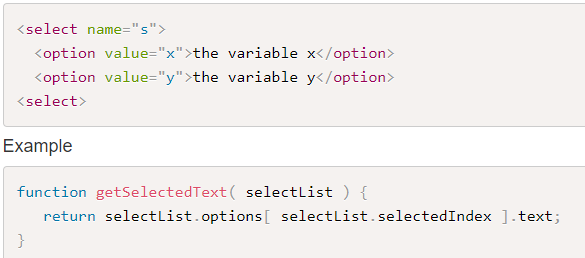 <select name="s">
  <option value="x">the variable x</option>
  <option value="y">the variable y</option>
<select>
Example
function getSelectedText( selectList ) {
   return selectList.options[ selectList.selectedIndex ].text;
}